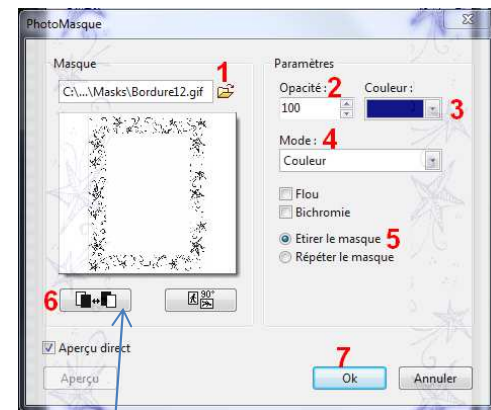 PhotoMasque
Masque
1
C:\...\Masks\Bordure12.gif
Paramètres
Opacité : 2
Couleur :
100
3
Mode : 4
Couleur
Flou
Bichromie
Etirer le masque 5
Répéter le masque
6
90°
Aperçu direct
7
Aperçu
Ok
Annuler